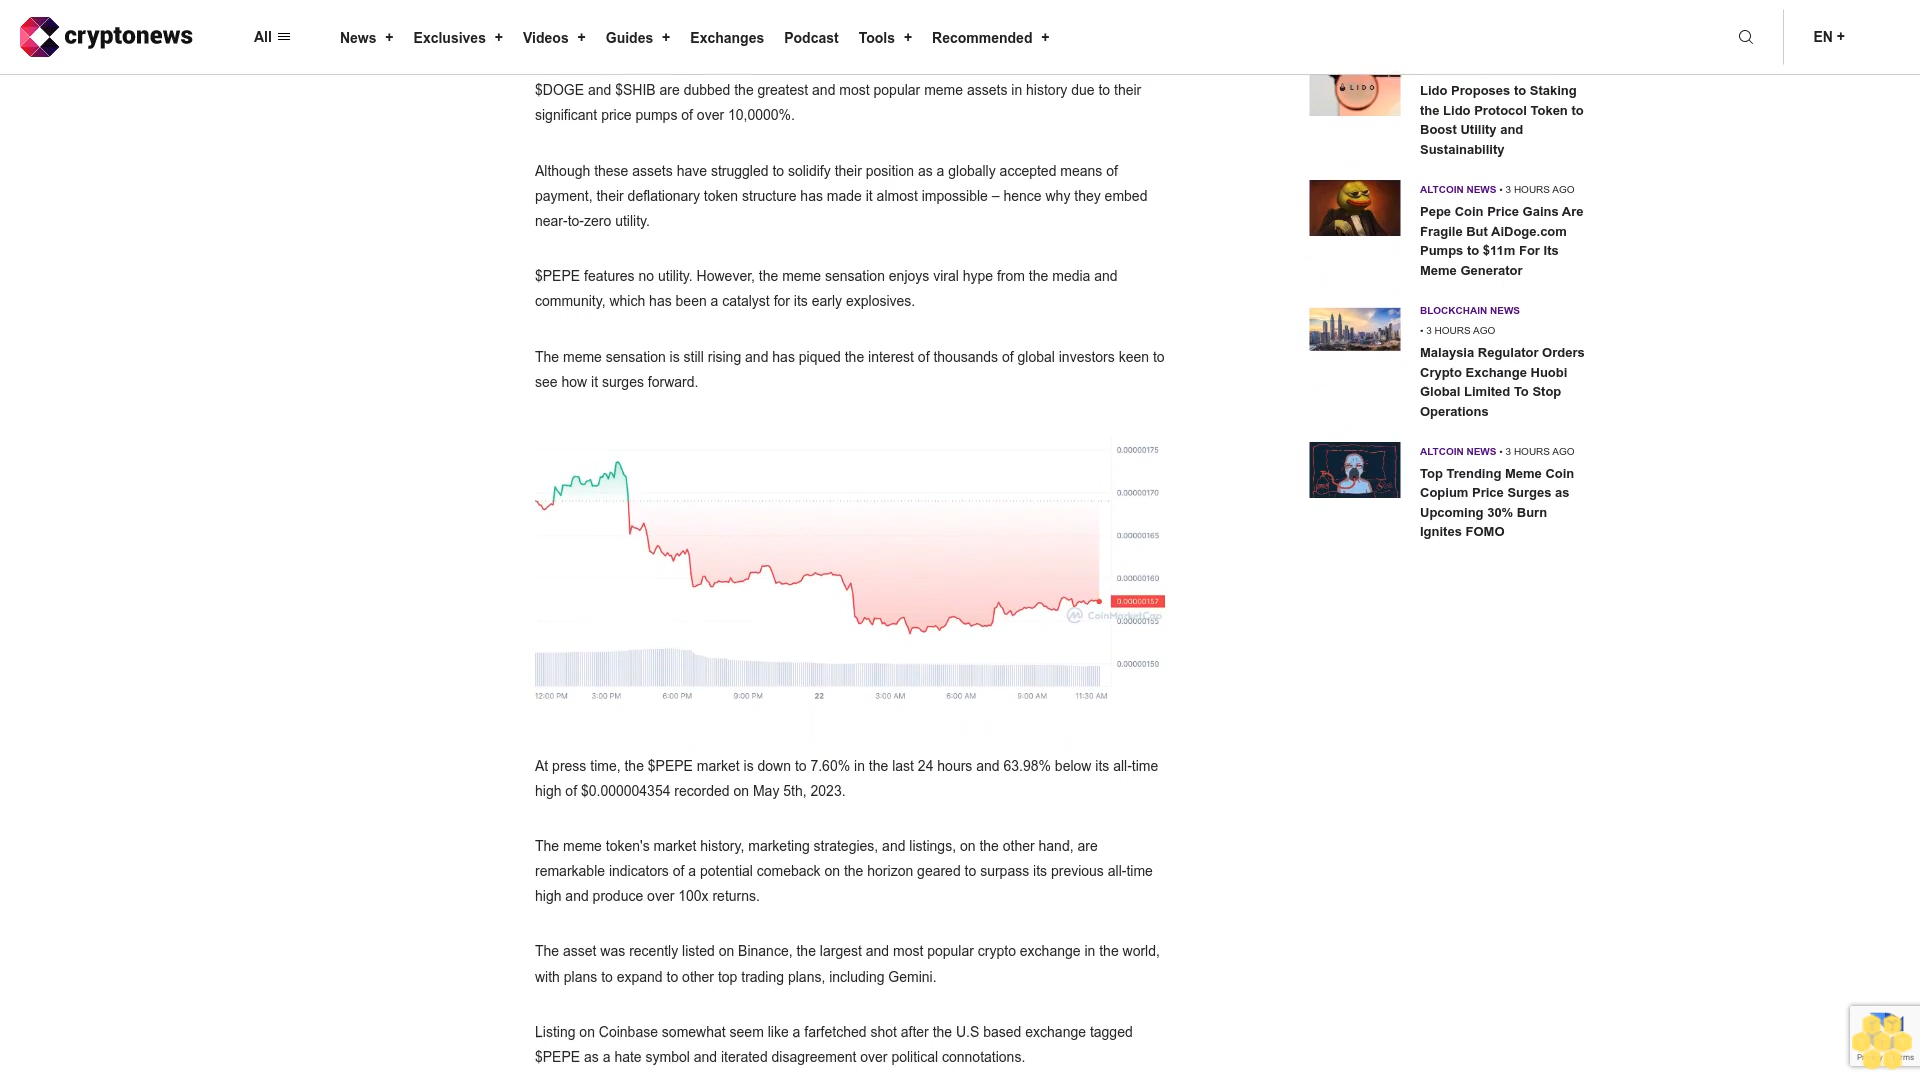 cryptonews
All
News +
Exclusives +
Videos +
Guides +
Exchanges
Podcast
Tools +
Recommended +
EN +
$DOGE and $SHIB are dubbed the greatest and most popular meme assets in history due to their
significant price pumps of over 10,0000%.
Although these assets have struggled to solidify their position as a globally accepted means of
payment, their deflationary token structure has made it almost impossible – hence why they embed
near-to-zero utility.
$PEPE features no utility. However, the meme sensation enjoys viral hype from the media and
community, which has been a catalyst for its early explosives.
The meme sensation is still rising and has piqued the interest of thousands of global investors keen to
see how it surges forward.
0.00000175
0.00000170
0.00000165
0.00000160
0.00000157
CoinMarketCap
0.00000155
0.00000150
12:00 PM
3:00 PM
6:00 PM
9:00 PM
22
3:00 AM
6:00 AM
9:00 AM
11:30 AM
At press time, the $PEPE market is down to 7.60% in the last 24 hours and 63.98% below its all-time
high of $0.000004354 recorded on May 5th, 2023.
The meme token's market history, marketing strategies, and listings, on the other hand, are
remarkable indicators of a potential comeback on the horizon geared to surpass its previous all-time
high and produce over 100x returns.
The asset was recently listed on Binance, the largest and most popular crypto exchange in the world,
with plans to expand to other top trading plans, including Gemini.
Listing on Coinbase somewhat seem like a farfetched shot after the U.S based exchange tagged
$PEPE as a hate symbol and iterated disagreement over political connotations.
LIDO
Lido Proposes to Staking
the Lido Protocol Token to
Boost Utility and
Sustainability
ALTCOIN NEWS • 3 HOURS AGO
Pepe Coin Price Gains Are
Fragile But AiDoge.com
Pumps to $11m For Its
Meme Generator
BLOCKCHAIN NEWS
• 3 HOURS AGO
Malaysia Regulator Orders
Crypto Exchange Huobi
Global Limited To Stop
Operations
ALTCOIN NEWS • 3 HOURS AGO
Top Trending Meme Coin
Copium Price Surges as
Upcoming 30% Burn
Ignites FOMO